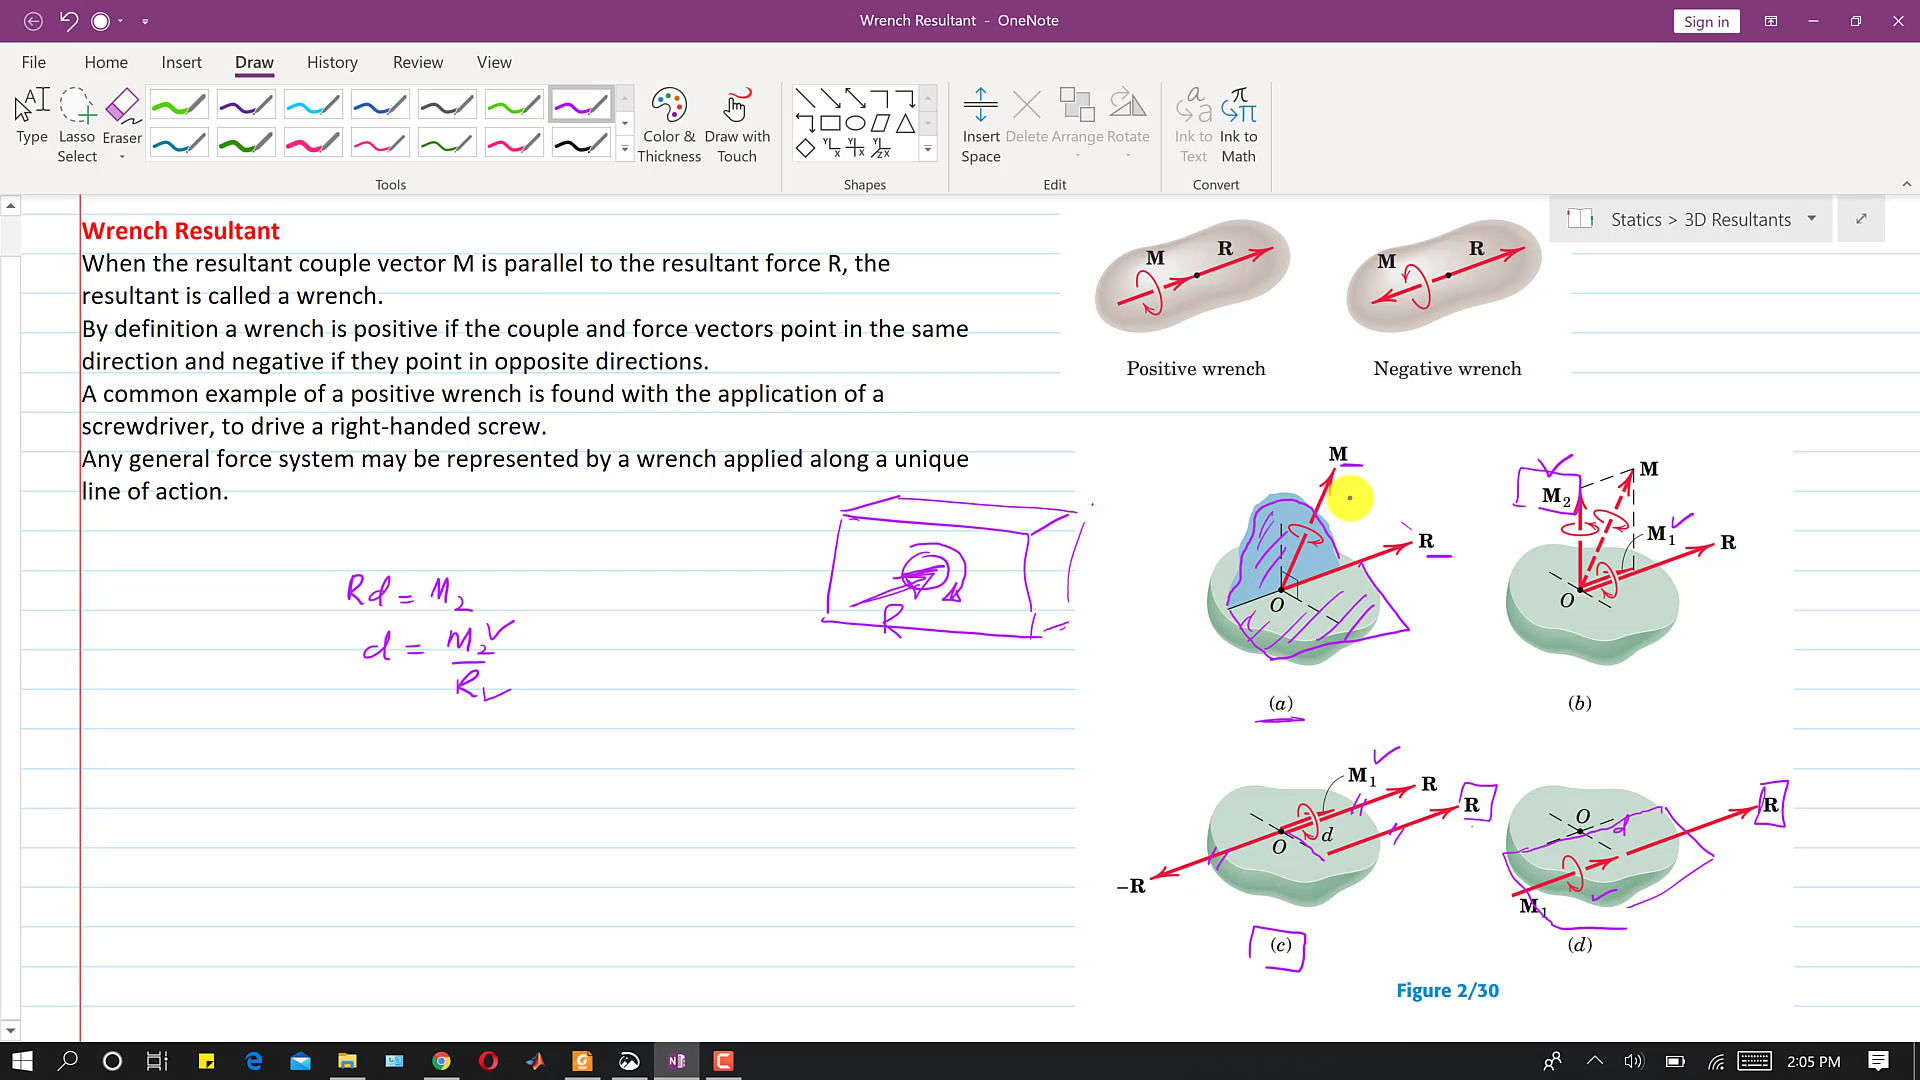 Wrench Resultant - OneNote
Sign in
File Home Insert Draw History Review View
Type
Lasso Select
Eraser
Color & Thickness
Draw with Touch
Insert Space
Delete
Arrange
Rotate
Ink to Text
Ink to Math
Tools
Shapes
Edit
Convert
Statics > 3D Resultants
Wrench Resultant
When the resultant couple vector M is parallel to the resultant force R, the
resultant is called a wrench.
By definition a wrench is positive if the couple and force vectors point in the same
direction and negative if they point in opposite directions.
A common example of a positive wrench is found with the application of a
screwdriver, to drive a right-handed screw.
Any general force system may be represented by a wrench applied along a unique
line of action.
Rd = M2
d = M2
R
R
M R
Positive wrench
M R
Negative wrench
M
R
O
(a)
M2
M
M1
R
O
(b)
M1
R
R
d
O
–R
(c)
O
d
R
M1
(d)
Figure 2/30
2:05 PM